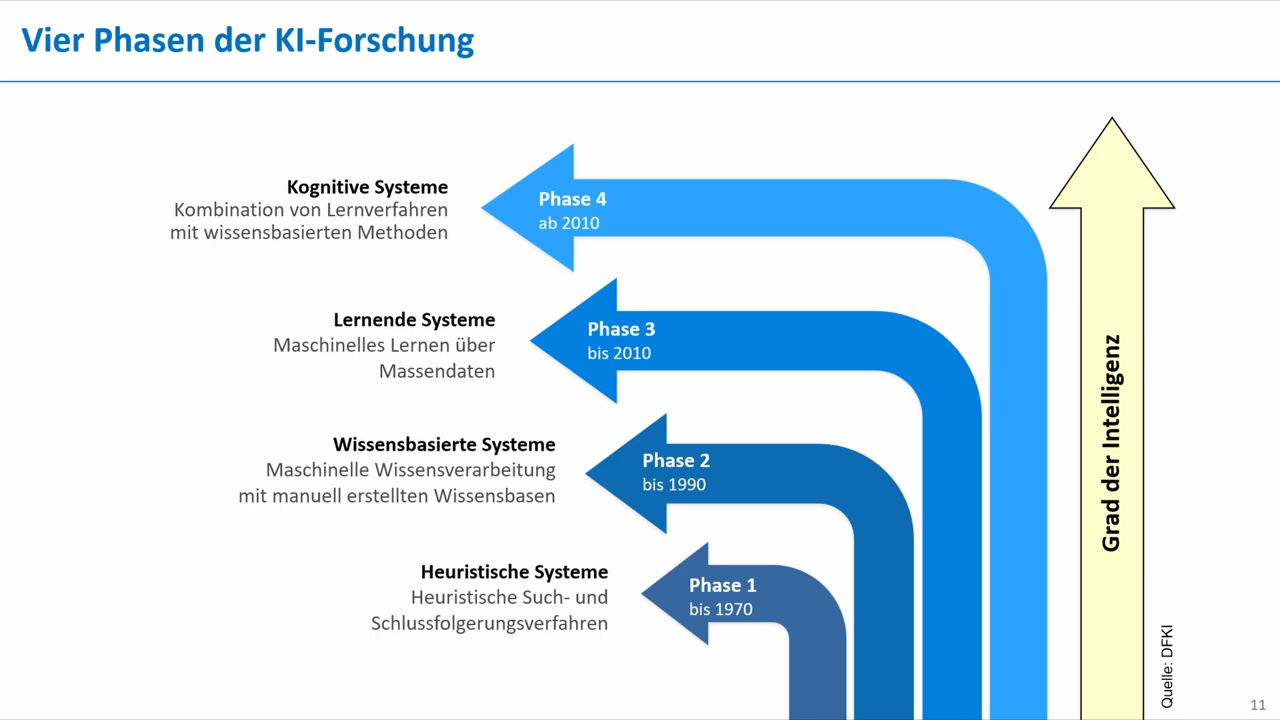 Vier Phasen der KI-Forschung
Kognitive Systeme
Kombination von Lernverfahren
mit wissensbasierten Methoden
Phase 4
ab 2010
Lernende Systeme
Maschinelles Lernen über
Massendaten
Phase 3
bis 2010
Wissensbasierte Systeme
Maschinelle Wissensverarbeitung
mit manuell erstellten Wissensbasen
Phase 2
bis 1990
Heuristische Systeme
Heuristische Such- und
Schlussfolgerungsverfahren
Phase 1
bis 1970
Grad der Intelligenz
Quelle: DFKI
11